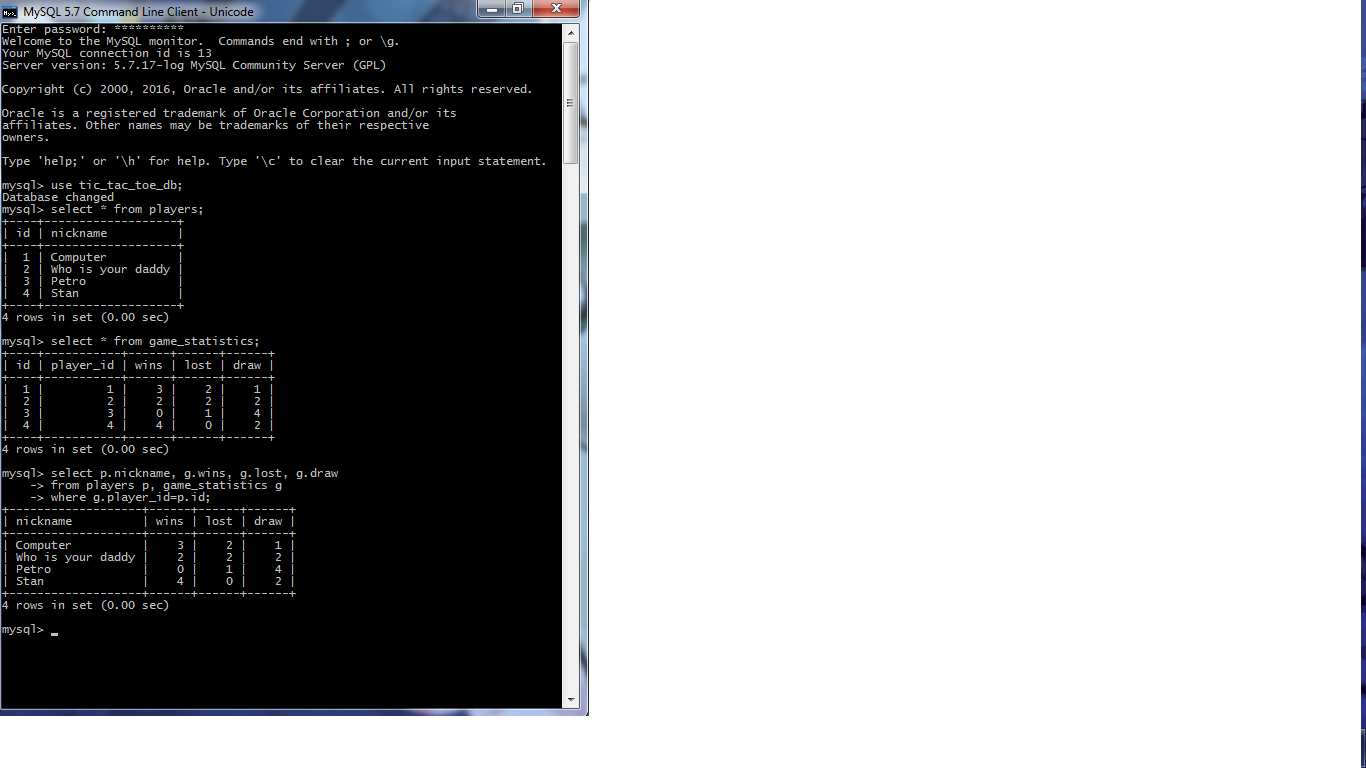 MySQL 5.7 Command Line Client - Unicode
Enter password: **********
Welcome to the MySQL monitor.  Commands end with ; or \g.
Your MySQL connection id is 13
Server version: 5.7.17-log MySQL Community Server (GPL)

Copyright (c) 2000, 2016, Oracle and/or its affiliates. All rights reserved.

Oracle is a registered trademark of Oracle Corporation and/or its
affiliates. Other names may be trademarks of their respective
owners.

Type 'help;' or '\h' for help. Type '\c' to clear the current input statement.

mysql> use tic_tac_toe_db;
Database changed
mysql> select * from players;
+----+-------------------+
| id | nickname          |
+----+-------------------+
|  1 | Computer          |
|  2 | Who is your daddy |
|  3 | Petro             |
|  4 | Stan              |
+----+-------------------+
4 rows in set (0.00 sec)

mysql> select * from game_statistics;
+----+-----------+------+------+------+
| id | player_id | wins | lost | draw |
+----+-----------+------+------+------+
|  1 |         1 |    3 |    2 |    1 |
|  2 |         2 |    2 |    2 |    2 |
|  3 |         3 |    0 |    1 |    4 |
|  4 |         4 |    4 |    0 |    2 |
+----+-----------+------+------+------+
4 rows in set (0.00 sec)

mysql> select p.nickname, g.wins, g.lost, g.draw
    -> from players p, game_statistics g
    -> where g.player_id=p.id;
+-------------------+------+------+------+
| nickname          | wins | lost | draw |
+-------------------+------+------+------+
| Computer          |    3 |    2 |    1 |
| Who is your daddy |    2 |    2 |    2 |
| Petro             |    0 |    1 |    4 |
| Stan              |    4 |    0 |    2 |
+-------------------+------+------+------+
4 rows in set (0.00 sec)

mysql> _